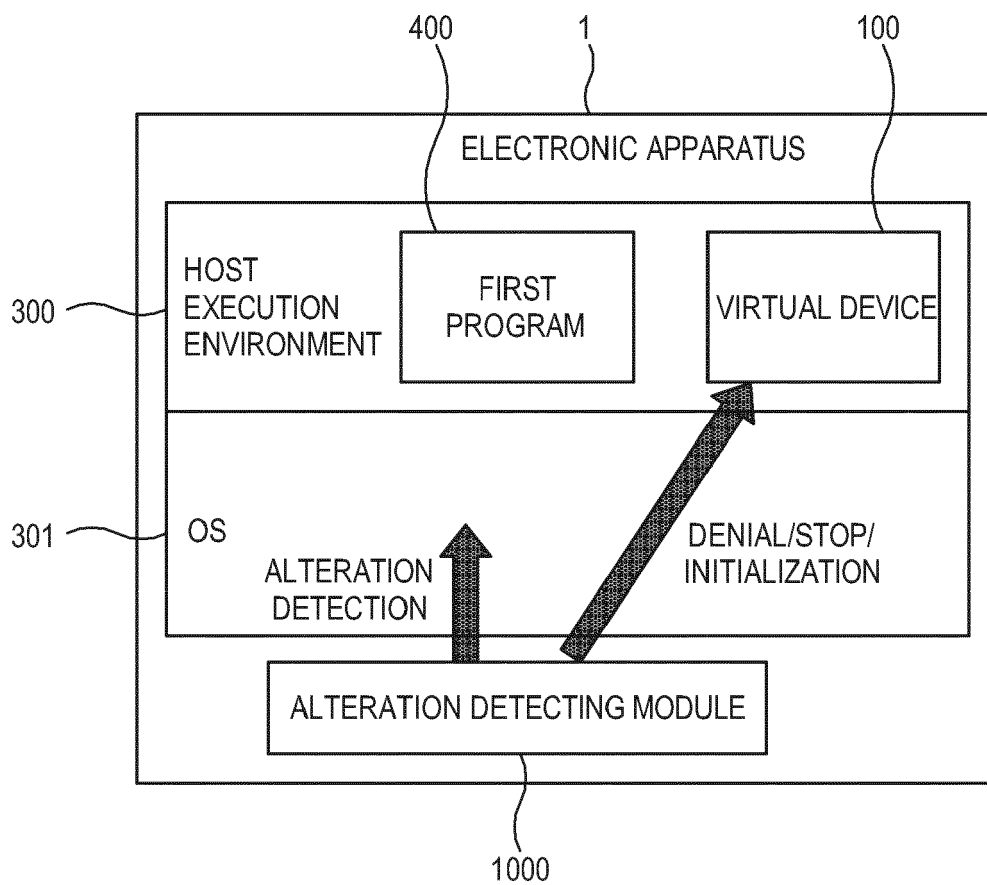 400
1
100
ELECTRONIC APPARATUS
HOST
EXECUTION
ENVIRONMENT
FIRST
PROGRAM
VIRTUAL DEVICE
300
301
OS
ALTERATION
DETECTION
DENIAL/STOP/
INITIALIZATION
ALTERATION DETECTING MODULE
1000